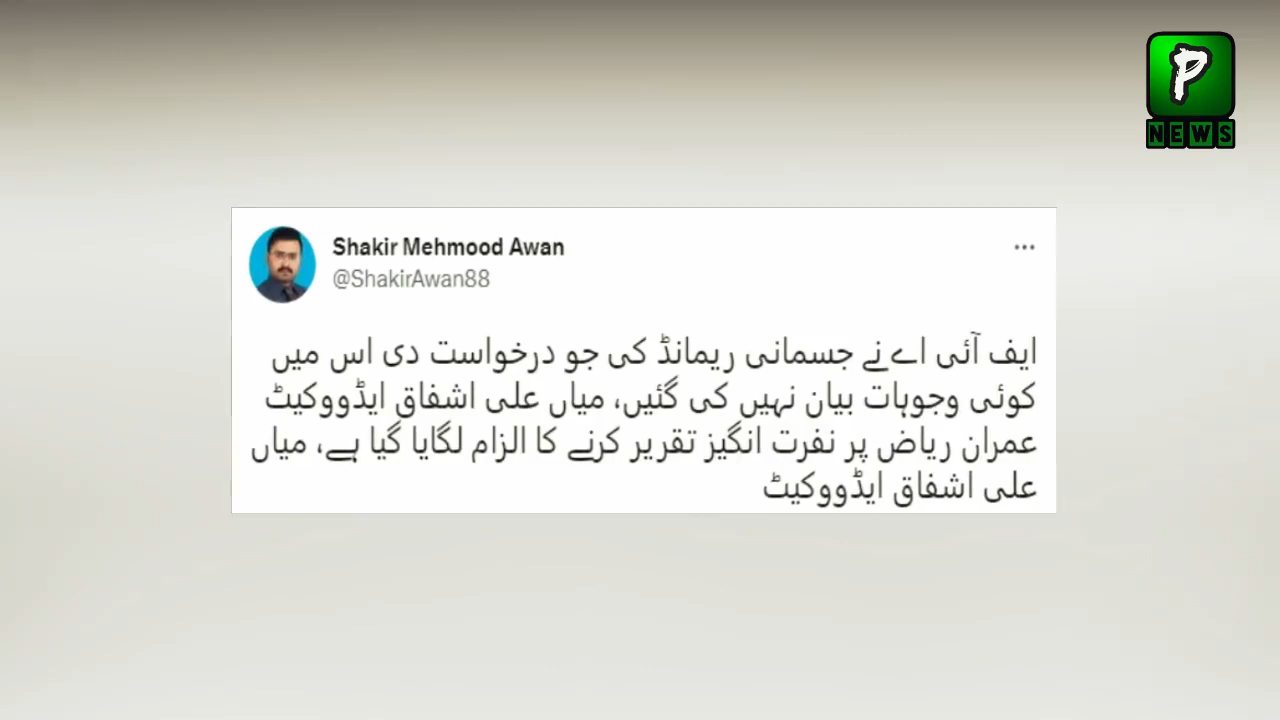 P
NEWS
Shakir Mehmood Awan
@ShakirAwan88
ایف آئی اے نے جسمانی ریمانڈ کی جو درخواست دی اس میں
کوئی وجوہات بیان نہیں کی گئیں، میاں علی اشفاق ایڈووکیٹ
عمران ریاض پر نفرت انگیز تقریر کرنے کا الزام لگایا گیا ہے، میاں
علی اشفاق ایڈووکیٹ